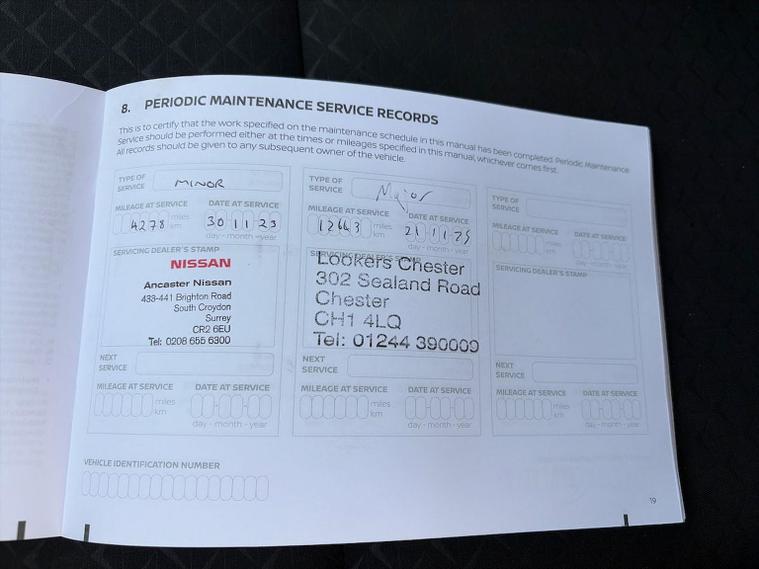 8. PERIODIC MAINTENANCE SERVICE RECORDS
This is to certify that the work specified on the maintenance schedule in this manual has been completed. Periodic Maintenance
Service should be performed either at the times or mileages specified in this manual, whichever comes first.
All records should be given to any subsequent owner of the vehicle.
TYPE OF
SERVICE
MINOR
MILEAGE AT SERVICE
DATE AT SERVICE
4278
miles
km
30 11 23
day - month - year
SERVICING DEALER'S STAMP
NISSAN
Ancaster Nissan
433-441 Brighton Road
South Croydon
Surrey
CR2 6EU
Tel: 0208 655 6300
NEXT
SERVICE
MILEAGE AT SERVICE
DATE AT SERVICE
miles
km
day - month - year
TYPE OF
SERVICE
Major
MILEAGE AT SERVICE
DATE AT SERVICE
miles
km
21 11 25
day - month - year
SERVICING DEALER'S STAMP
Lookers Chester
302 Sealand Road
Chester
CH1 4LQ
Tel: 01244 390009
NEXT
SERVICE
MILEAGE AT SERVICE
DATE AT SERVICE
miles
km
day - month - year
TYPE OF
SERVICE
MILEAGE AT SERVICE
DATE AT SERVICE
miles
km
day - month - year
SERVICING DEALER'S STAMP
NEXT
SERVICE
MILEAGE AT SERVICE
DATE AT SERVICE
miles
km
day - month - year
VEHICLE IDENTIFICATION NUMBER
19